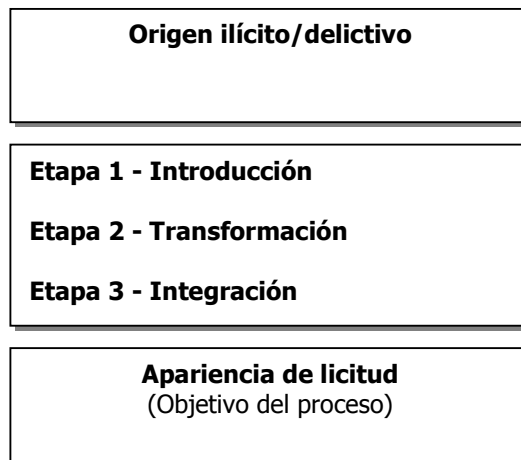 Origen ilícito/delictivo
Etapa 1 - Introducción
Etapa 2 - Transformación
Etapa 3 - Integración
Apariencia de licitud
(Objetivo del proceso)